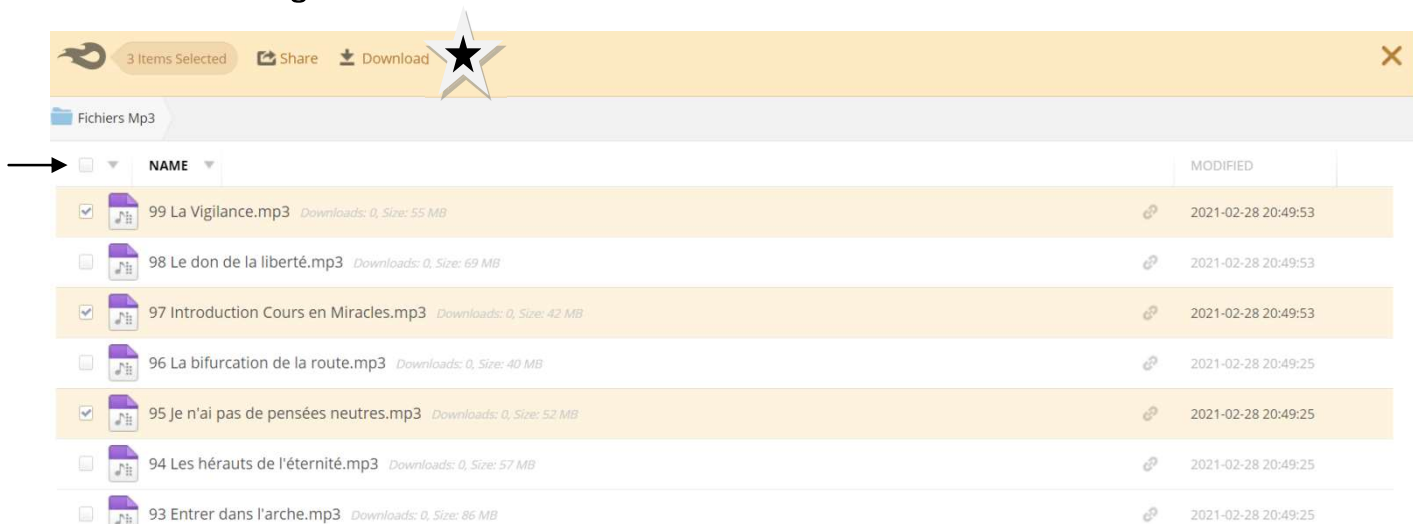 3 Items Selected Share Download
Fichiers Mp3
NAME MODIFIED
99 La Vigilance.mp3 Downloads: 0, Size: 55 MB 2021-02-28 20:49:53
98 Le don de la liberté.mp3 Downloads: 0, Size: 69 MB 2021-02-28 20:49:53
97 Introduction Cours en Miracles.mp3 Downloads: 0, Size: 42 MB 2021-02-28 20:49:53
96 La bifurcation de la route.mp3 Downloads: 0, Size: 40 MB 2021-02-28 20:49:25
95 Je n'ai pas de pensées neutres.mp3 Downloads: 0, Size: 52 MB 2021-02-28 20:49:25
94 Les hérauts de l'éternité.mp3 Downloads: 0, Size: 57 MB 2021-02-28 20:49:25
93 Entrer dans l'arche.mp3 Downloads: 0, Size: 86 MB 2021-02-28 20:49:25